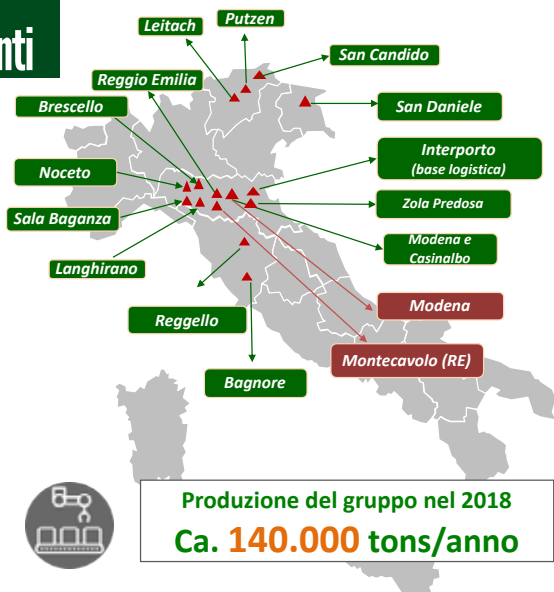 nti
Leitach
Putzen
San Candido
Reggio Emilia
Brescello
San Daniele
Noceto
Interporto
(base logistica)
Sala Baganza
Zola Predosa
Langhirano
Modena e
Casinalbo
Modena
Reggello
Montecavolo (RE)
Bagnore
Produzione del gruppo nel 2018
Ca. 140.000 tons/anno